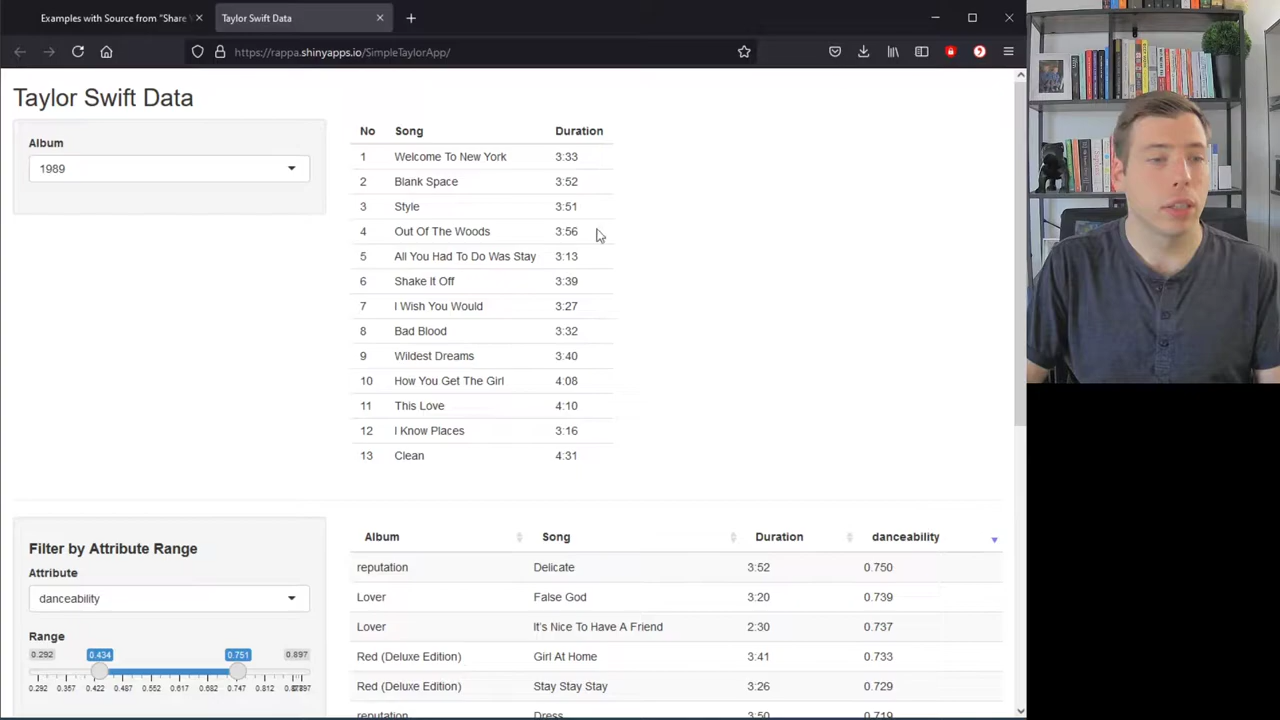 Examples with Source from "Share
Taylor Swift Data
https://rappa.shinyapps.io/SimpleTaylorApp/
Taylor Swift Data
Album
1989
No Song Duration
1 Welcome To New York 3:33
2 Blank Space 3:52
3 Style 3:51
4 Out Of The Woods 3:56
5 All You Had To Do Was Stay 3:13
6 Shake It Off 3:39
7 I Wish You Would 3:27
8 Bad Blood 3:32
9 Wildest Dreams 3:40
10 How You Get The Girl 4:08
11 This Love 4:10
12 I Know Places 3:16
13 Clean 4:31
Filter by Attribute Range
Attribute
danceability
Range
0.292 0.434 0.751 0.897
0.292 0.357 0.422 0.487 0.552 0.617 0.682 0.747 0.812
Album Song Duration danceability
reputation Delicate 3:52 0.750
Lover False God 3:20 0.739
Lover It's Nice To Have A Friend 2:30 0.737
Red (Deluxe Edition) Girl At Home 3:41 0.733
Red (Deluxe Edition) Stay Stay Stay 3:26 0.729
reputation Dress 3:50 0.719